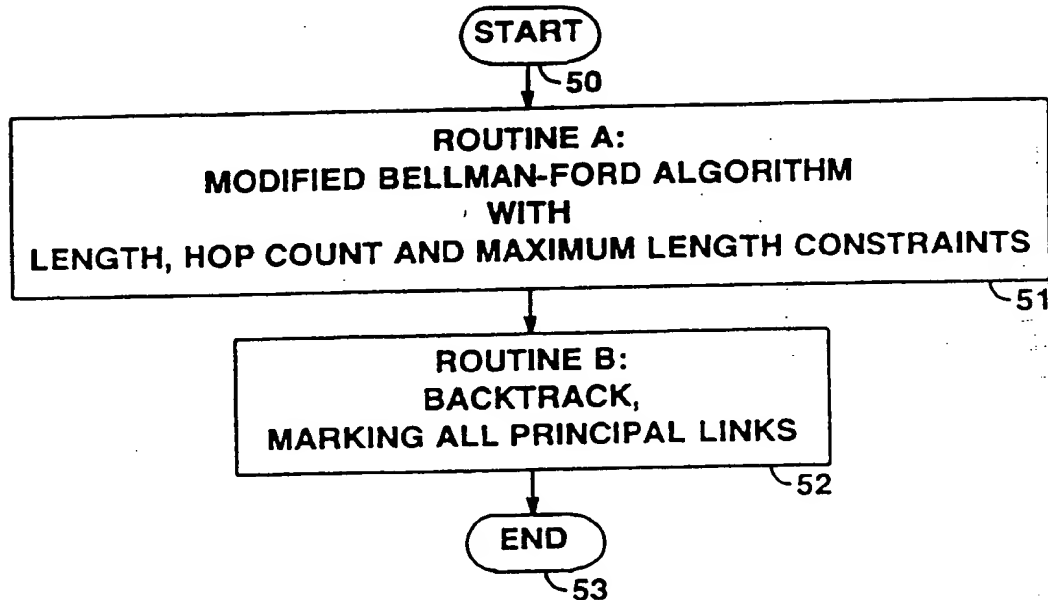 START
50
ROUTINE A:
MODIFIED BELLMAN-FORD ALGORITHM
WITH
LENGTH, HOP COUNT AND MAXIMUM LENGTH CONSTRAINTS
51
ROUTINE B:
BACKTRACK,
MARKING ALL PRINCIPAL LINKS
52
END
53